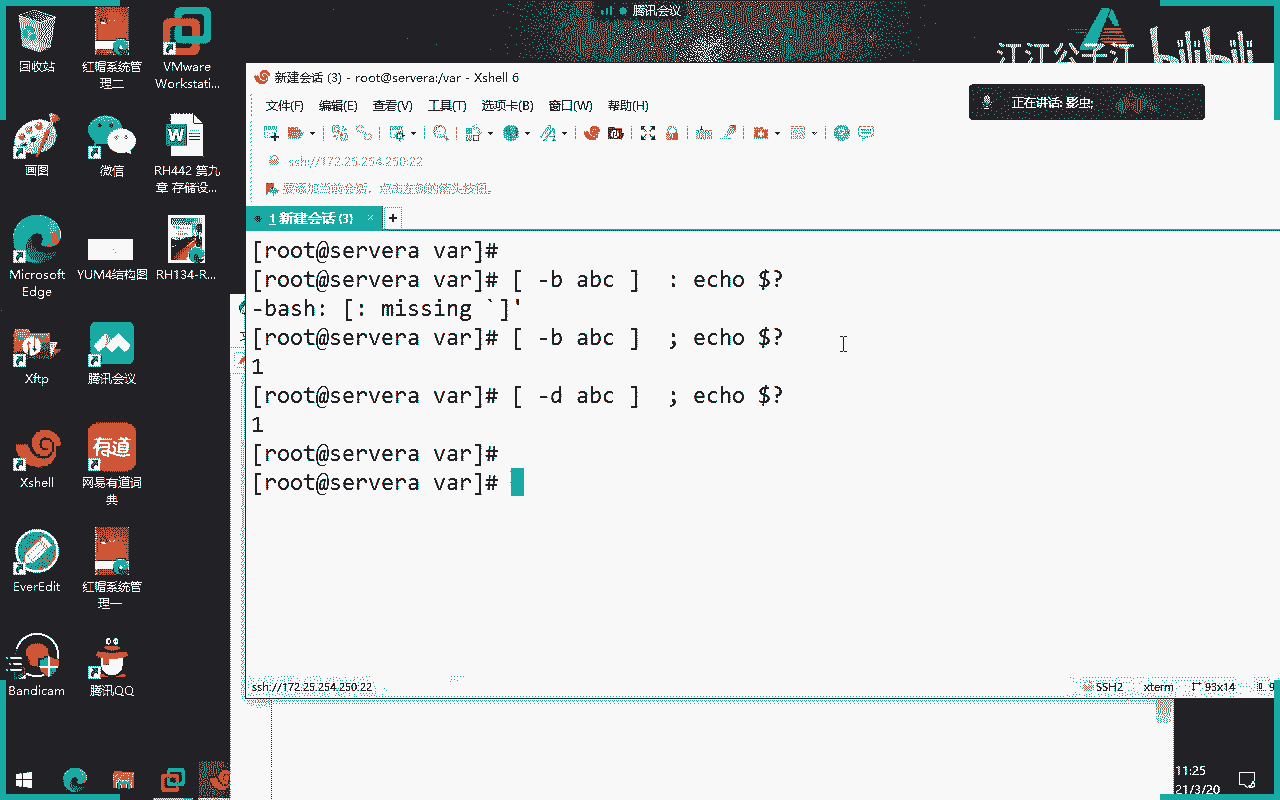 腾讯会议
江江公子江
bilibili
回收站
红帽系统管
理二
VMware
Workstati...
画图
微信
RH442 第九
章 存储设...
Microsoft
Edge
YUM4结构图
RH134-R...
Xftp
腾讯会议
Xshell
网易有道词
典
EverEdit
红帽系统管
理一
Bandicam
腾讯QQ
新建会话 (3) - root@servera:/var - Xshell 6
正在讲话: 影虫;
文件(F) 编辑(E) 查看(V) 工具(T) 选项卡(B) 窗口(W) 帮助(H)
ssh://172.25.254.250:22
要添加当前会话，点击左侧的箭头按钮。
1 新建会话 (3) × +
[root@servera var]#
[root@servera var]# [ -b abc ]  : echo $?
-bash: [: missing `]'
[root@servera var]# [ -b abc ]  ; echo $?
1
[root@servera var]# [ -d abc ]  ; echo $?
1
[root@servera var]#
[root@servera var]#
ssh://172.25.254.250:22
SSH2 xterm 93x14 9
11:25
21/3/20